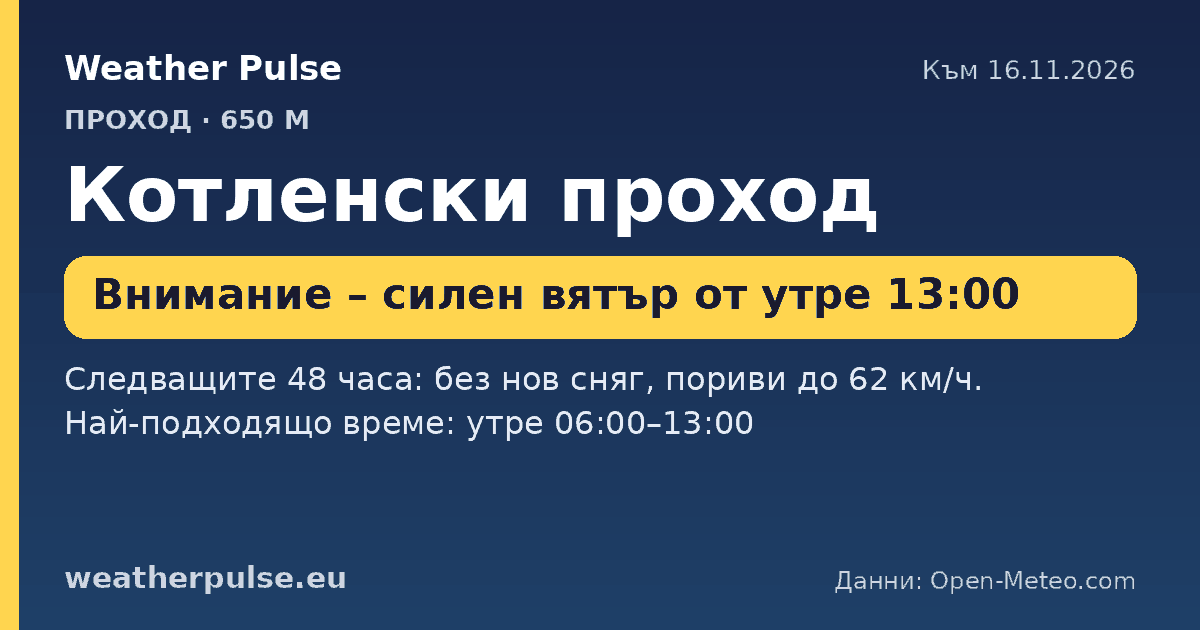 Weather Pulse
Към 16.11.2026
ПРОХОД · 650 М
Котленски проход
Внимание – силен вятър от утре 13:00
Следващите 48 часа: без нов сняг, пориви до 62 км/ч.
Най-подходящо време: утре 06:00–13:00
weatherpulse.eu
Данни: Open-Meteo.com